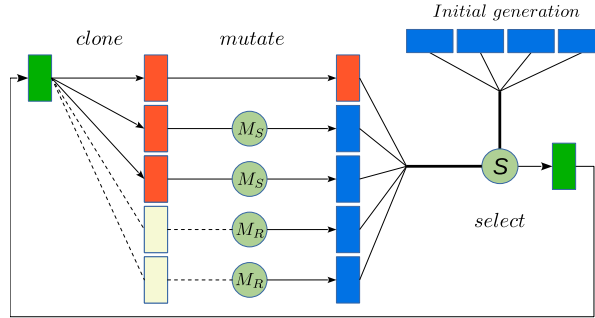 Initial generation
clone
mutate
M_S
S
M_S
select
M_R
M_R